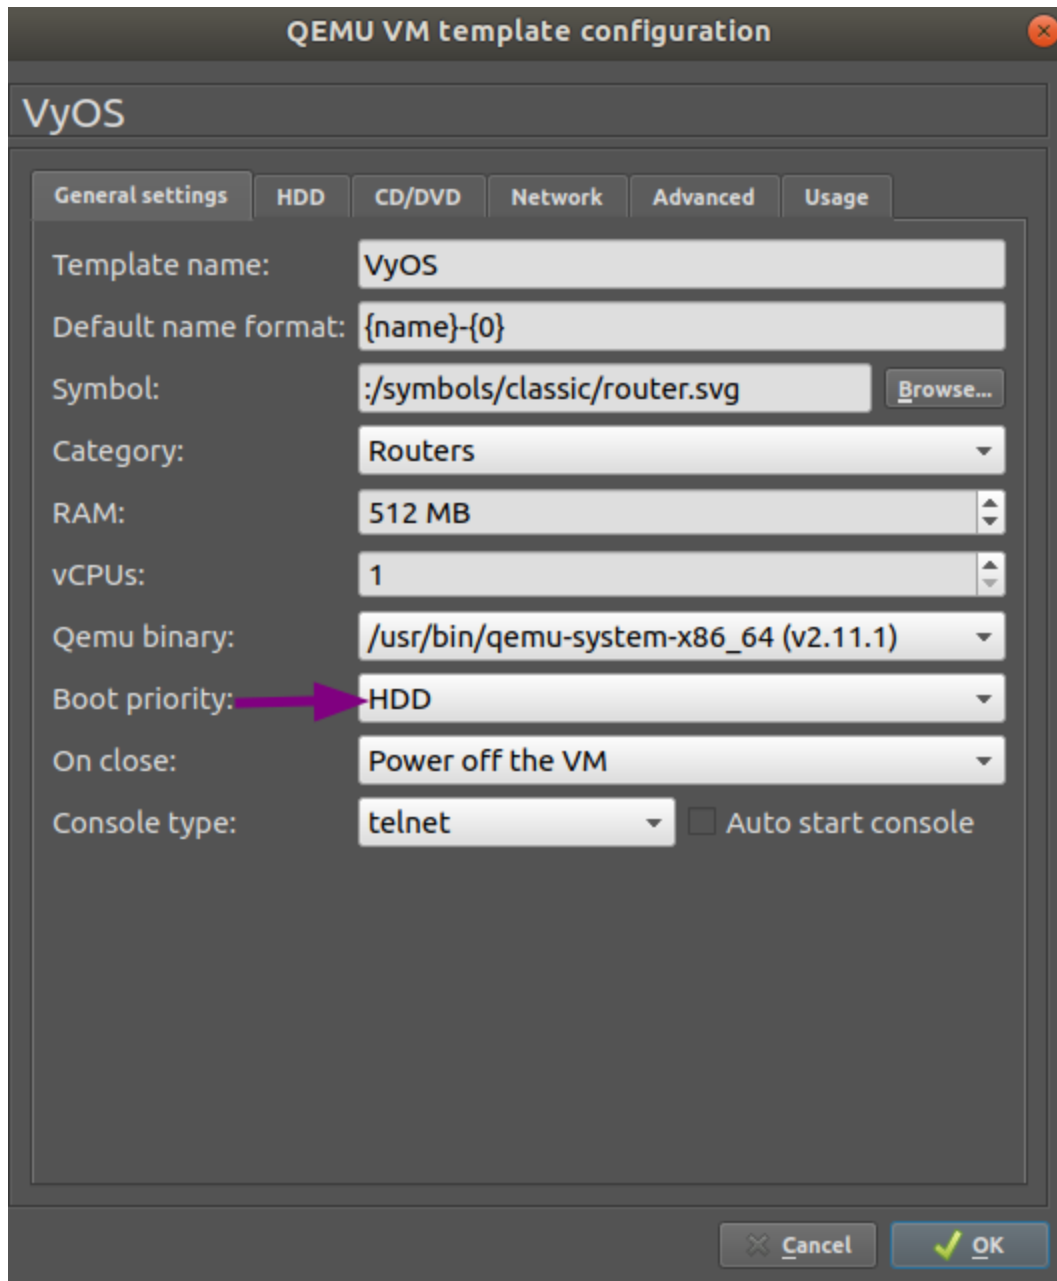 QEMU VM template configuration
VyOS
General settings HDD CD/DVD Network Advanced Usage
Template name: VyOS
Default name format: {name}-{0}
Symbol: :/symbols/classic/router.svg Browse...
Category: Routers
RAM: 512 MB
vCPUs: 1
Qemu binary: /usr/bin/qemu-system-x86_64 (v2.11.1)
Boot priority: HDD
On close: Power off the VM
Console type: telnet Auto start console
Cancel OK